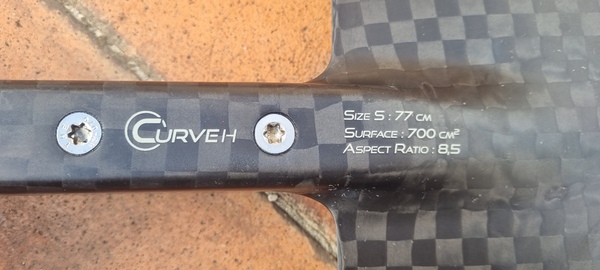 CURVE H
SIZE S : 77 CM
SURFACE : 700 CM²
ASPECT RATIO : 8,5